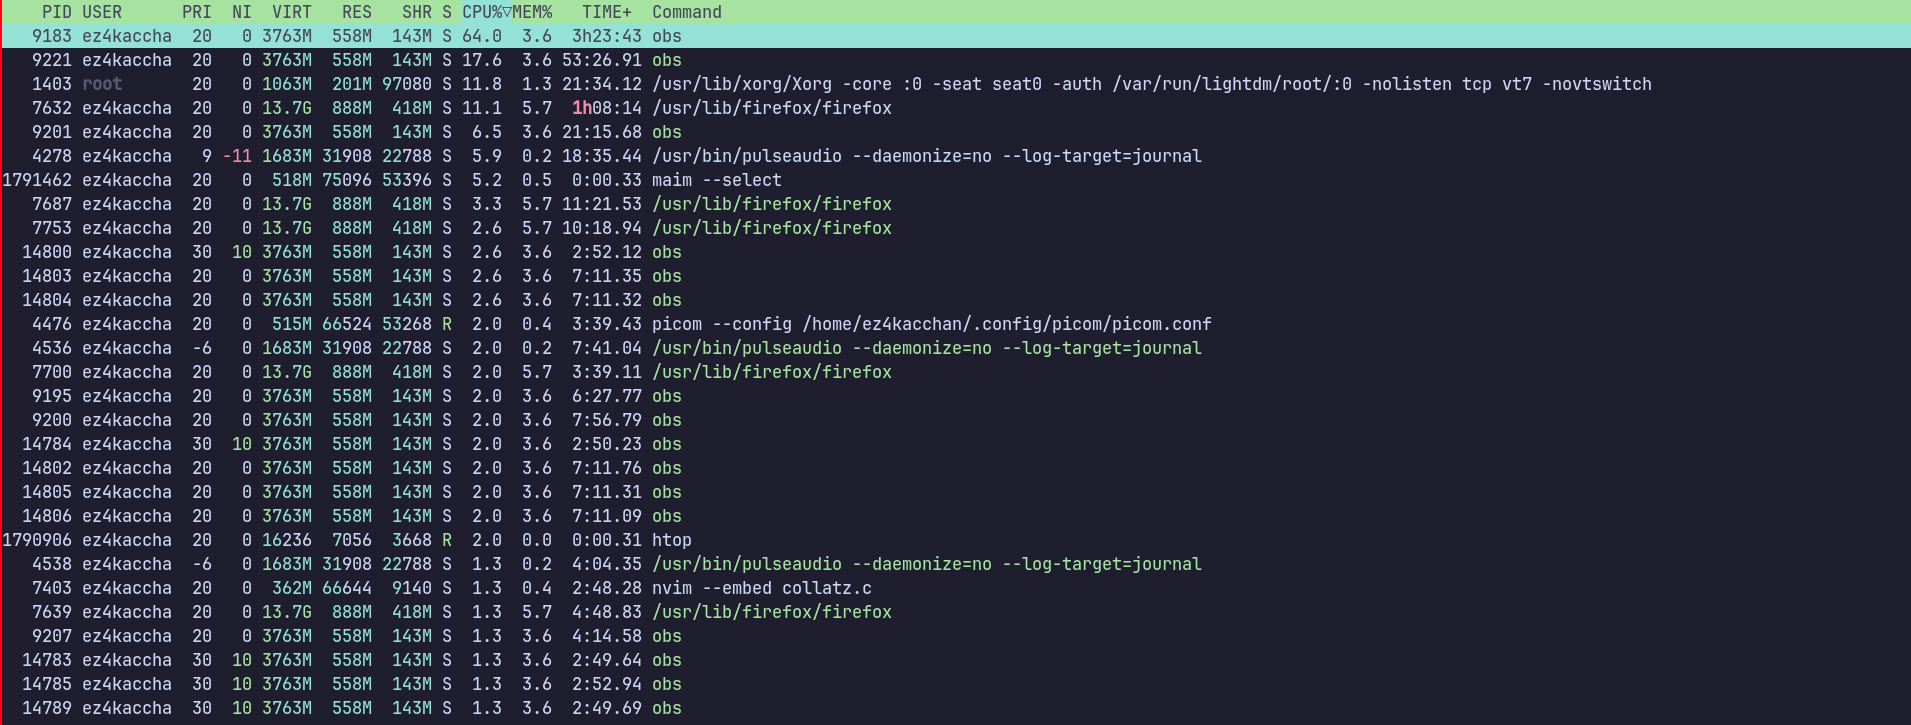 PID USER PRI NI VIRT RES SHR S CPU%▽MEM% TIME+ Command
9183 ez4kaccha 20 0 3763M 558M 143M S 64.0 3.6 3h23:43 obs
9221 ez4kaccha 20 0 3763M 558M 143M S 17.6 3.6 53:26.91 obs
1403 root 20 0 1063M 201M 97080 S 11.8 1.3 21:34.12 /usr/lib/xorg/Xorg -core :0 -seat seat0 -auth /var/run/lightdm/root/:0 -nolisten tcp vt7 -novtswitch
7632 ez4kaccha 20 0 13.7G 888M 418M S 11.1 5.7 1h08:14 /usr/lib/firefox/firefox
9201 ez4kaccha 20 0 3763M 558M 143M S 6.5 3.6 21:15.68 obs
4278 ez4kaccha 9 -11 1683M 31908 22788 S 5.9 0.2 18:35.44 /usr/bin/pulseaudio --daemonize=no --log-target=journal
1791462 ez4kaccha 20 0 518M 75096 53396 S 5.2 0.5 0:00.33 maim --select
7687 ez4kaccha 20 0 13.7G 888M 418M S 3.3 5.7 11:21.53 /usr/lib/firefox/firefox
7753 ez4kaccha 20 0 13.7G 888M 418M S 2.6 5.7 10:18.94 /usr/lib/firefox/firefox
14800 ez4kaccha 30 10 3763M 558M 143M S 2.6 3.6 2:52.12 obs
14803 ez4kaccha 20 0 3763M 558M 143M S 2.6 3.6 7:11.35 obs
14804 ez4kaccha 20 0 3763M 558M 143M S 2.6 3.6 7:11.32 obs
4476 ez4kaccha 20 0 515M 66524 53268 R 2.0 0.4 3:39.43 picom --config /home/ez4kacchan/.config/picom/picom.conf
4536 ez4kaccha -6 0 1683M 31908 22788 S 2.0 0.2 7:41.04 /usr/bin/pulseaudio --daemonize=no --log-target=journal
7700 ez4kaccha 20 0 13.7G 888M 418M S 2.0 5.7 3:39.11 /usr/lib/firefox/firefox
9195 ez4kaccha 20 0 3763M 558M 143M S 2.0 3.6 6:27.77 obs
9200 ez4kaccha 20 0 3763M 558M 143M S 2.0 3.6 7:56.79 obs
14784 ez4kaccha 30 10 3763M 558M 143M S 2.0 3.6 2:50.23 obs
14802 ez4kaccha 20 0 3763M 558M 143M S 2.0 3.6 7:11.76 obs
14805 ez4kaccha 20 0 3763M 558M 143M S 2.0 3.6 7:11.31 obs
14806 ez4kaccha 20 0 3763M 558M 143M S 2.0 3.6 7:11.09 obs
1790906 ez4kaccha 20 0 16236 7056 3668 R 2.0 0.0 0:00.31 htop
4538 ez4kaccha -6 0 1683M 31908 22788 S 1.3 0.2 4:04.35 /usr/bin/pulseaudio --daemonize=no --log-target=journal
7403 ez4kaccha 20 0 362M 66644 9140 S 1.3 0.4 2:48.28 nvim --embed collatz.c
7639 ez4kaccha 20 0 13.7G 888M 418M S 1.3 5.7 4:48.83 /usr/lib/firefox/firefox
9207 ez4kaccha 20 0 3763M 558M 143M S 1.3 3.6 4:14.58 obs
14783 ez4kaccha 30 10 3763M 558M 143M S 1.3 3.6 2:49.64 obs
14785 ez4kaccha 30 10 3763M 558M 143M S 1.3 3.6 2:52.94 obs
14789 ez4kaccha 30 10 3763M 558M 143M S 1.3 3.6 2:49.69 obs